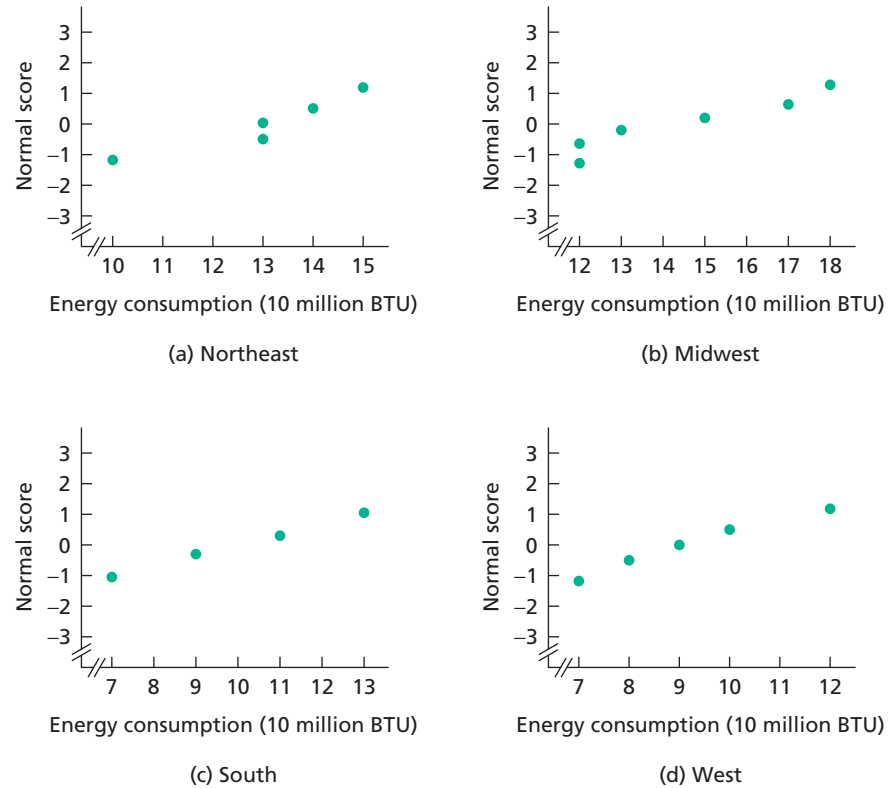 3
2
1
0
−1
−2
−3
Normal score
10 11 12 13 14 15
Energy consumption (10 million BTU)
(a) Northeast
3
2
1
0
−1
−2
−3
Normal score
12 13 14 15 16 17 18
Energy consumption (10 million BTU)
(b) Midwest
3
2
1
0
−1
−2
−3
Normal score
7 8 9 10 11 12 13
Energy consumption (10 million BTU)
(c) South
3
2
1
0
−1
−2
−3
Normal score
7 8 9 10 11 12
Energy consumption (10 million BTU)
(d) West